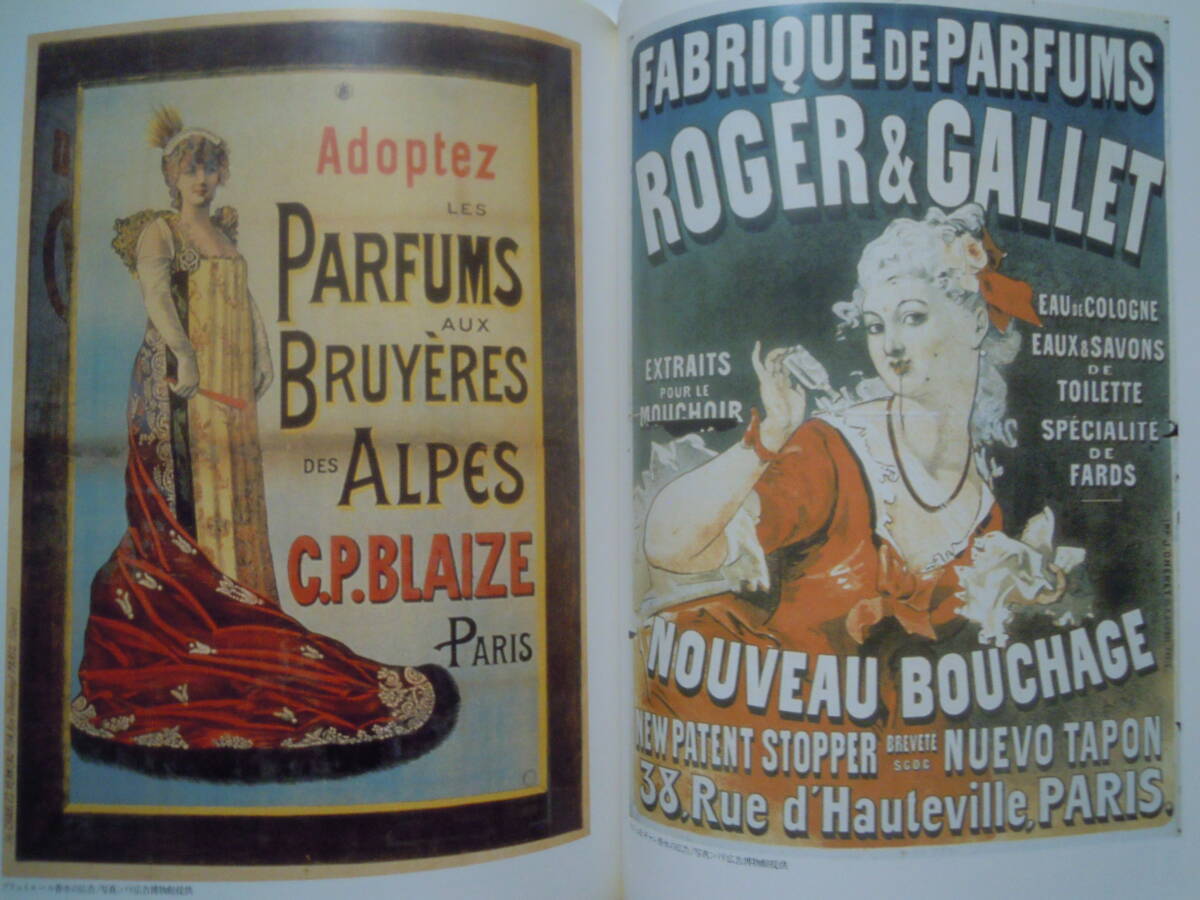 Adoptez
LES
PARFUMS
AUX
BRUYÈRES
DES ALPES
C.P.BLAIZE
PARIS
FABRIQUE DE PARFUMS
ROGER & GALLET
EXTRAITS
POUR LE
MOUCHOIR
EAU DE COLOGNE
EAUX & SAVONS
DE
TOILETTE
SPÉCIALITÉ
DE
FARDS
NOUVEAU BOUCHAGE
NEW PATENT STOPPER BREVETÉ S G D G NUEVO TAPON
38, Rue d'Hauteville, PARIS.